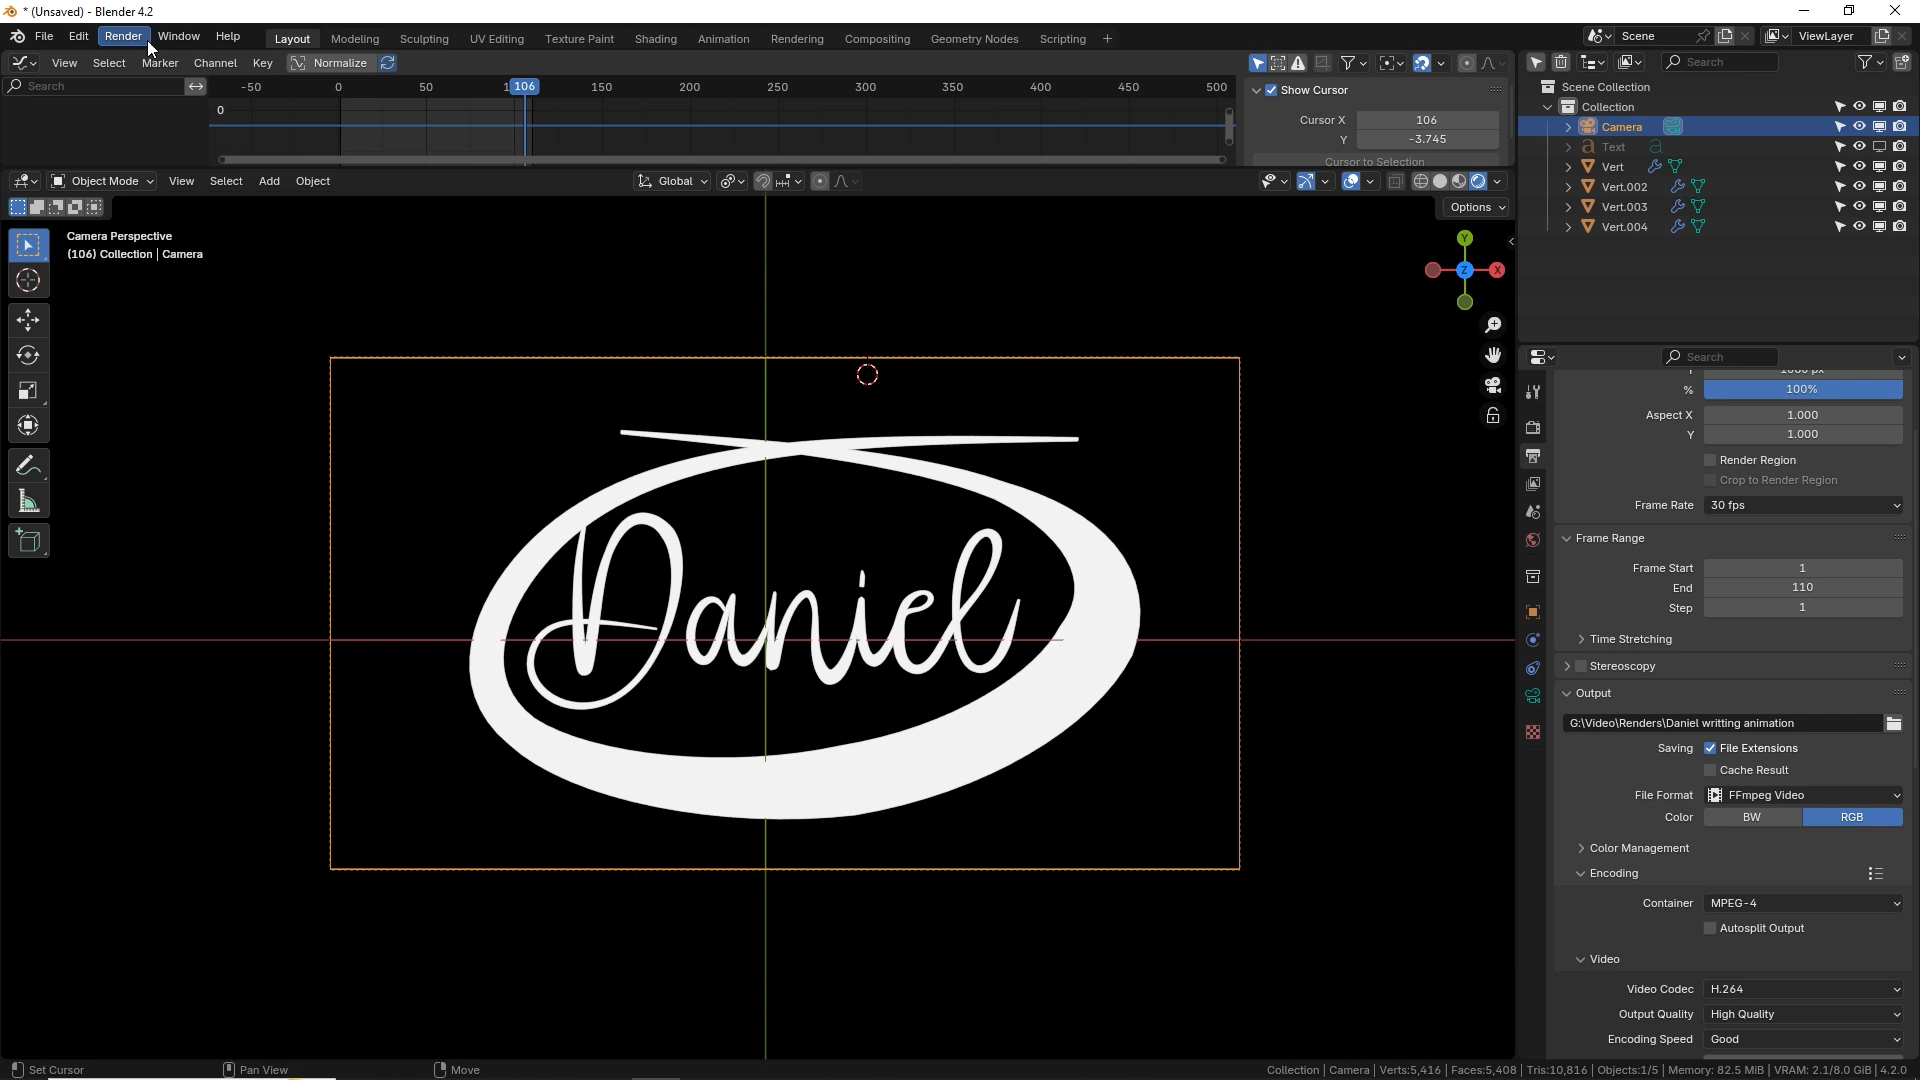 * (Unsaved) - Blender 4.2
File Edit Render Window Help Layout Modeling Sculpting UV Editing Texture Paint Shading Animation Rendering Compositing Geometry Nodes Scripting + Scene ViewLayer
View Select Marker Channel Key Normalize Search
Search -50 0 50 106 150 200 250 300 350 400 450 500
Show Cursor
0
Cursor X 106
Y -3.745
Cursor to Selection
Scene Collection
Collection
Camera
Text
Vert
Vert.002
Vert.003
Vert.004
Object Mode View Select Add Object Global
Options
Camera Perspective
(106) Collection | Camera
Y
Z
X
Daniel
Search
% 100%
Aspect X 1.000
Y 1.000
Render Region
Crop to Render Region
Frame Rate 30 fps
Frame Range
Frame Start 1
End 110
Step 1
Time Stretching
Stereoscopy
Output
G:\Video\Renders\Daniel writting animation
Saving File Extensions
Cache Result
File Format FFmpeg Video
Color BW RGB
Color Management
Encoding
Container MPEG-4
Autosplit Output
Video
Video Codec H.264
Output Quality High Quality
Encoding Speed Good
Set Cursor Pan View Move Collection | Camera | Verts:5,416 | Faces:5,408 | Tris:10,816 | Objects:1/5 | Memory: 82.5 MiB | VRAM: 2.1/8.0 GiB | 4.2.0